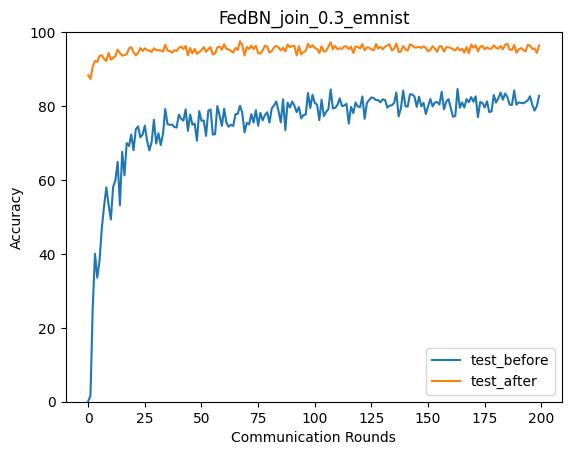 FedBN_join_0.3_emnist
100
80
60
40
20
0
Accuracy
test_before
test_after
0 25 50 75 100 125 150 175 200
Communication Rounds